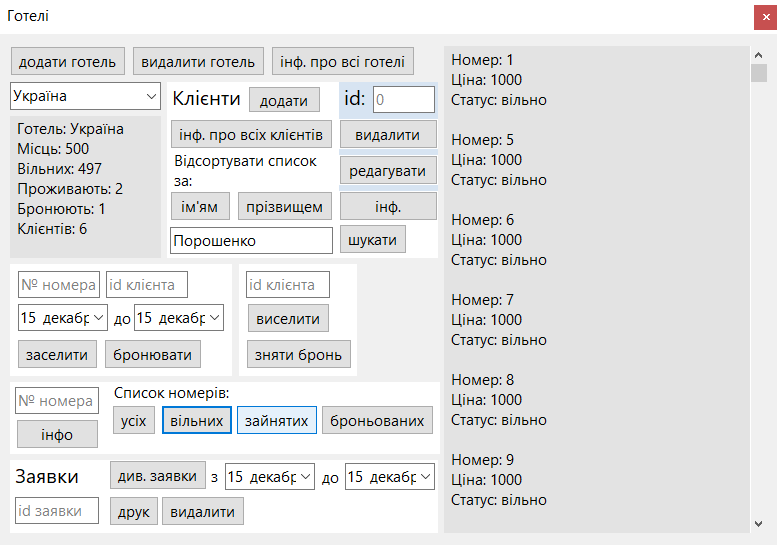 Готелі
додати готель
видалити готель
інф. про всі готелі
Україна
Готель: Україна
Місць: 500
Вільних: 497
Проживають: 2
Бронюють: 1
Клієнтів: 6
Клієнти
додати
id:
0
інф. про всіх клієнтів
видалити
Відсортувати список
за:
редагувати
ім'ям
прізвищем
інф.
Порошенко
шукати
№ номера
id клієнта
15 декабр
до
15 декабр
заселити
бронювати
id клієнта
виселити
зняти бронь
№ номера
інфо
Список номерів:
усіх
вільних
зайнятих
броньованих
Заявки
див. заявки
з
15 декабр
до
15 декабр
id заявки
друк
видалити
Номер: 1
Ціна: 1000
Статус: вільно
Номер: 5
Ціна: 1000
Статус: вільно
Номер: 6
Ціна: 1000
Статус: вільно
Номер: 7
Ціна: 1000
Статус: вільно
Номер: 8
Ціна: 1000
Статус: вільно
Номер: 9
Ціна: 1000
Статус: вільно